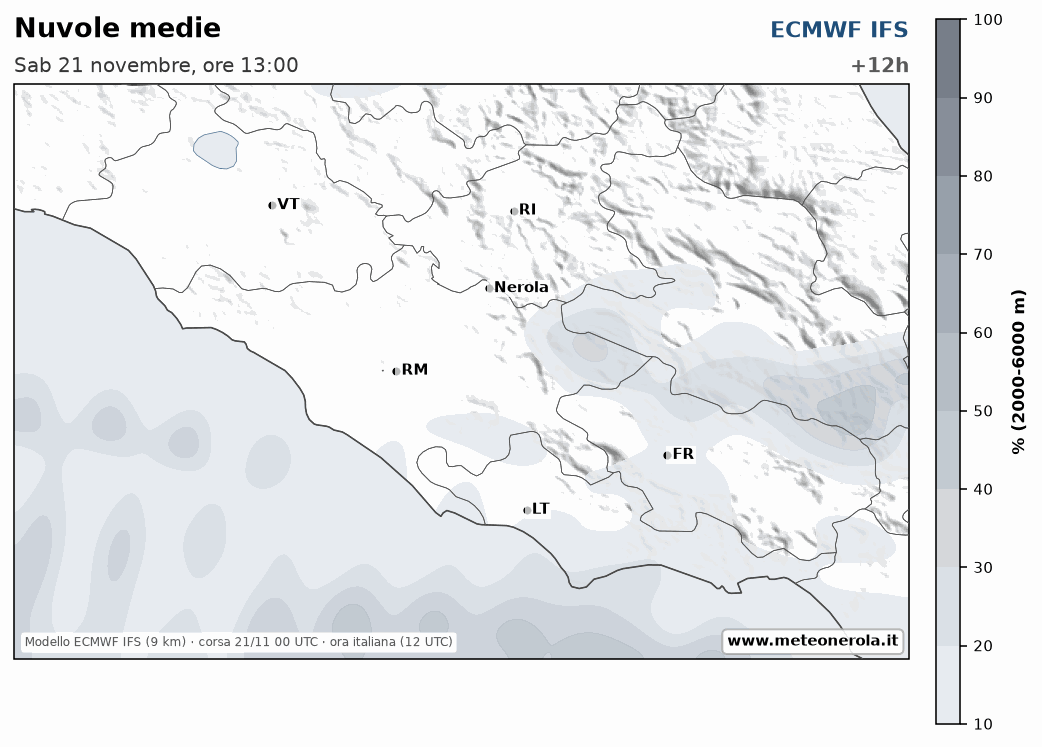 Nuvole medie
ECMWF IFS
Sab 21 novembre, ore 13:00
+12h
VT
RI
Nerola
RM
FR
LT
Modello ECMWF IFS (9 km) · corsa 21/11 00 UTC · ora italiana (12 UTC)
www.meteonerola.it
100
90
80
70
60
50
40
30
20
10
% (2000-6000 m)